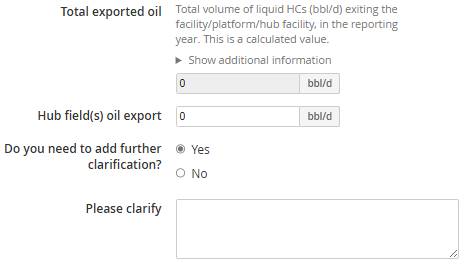 Total exported oil
Total volume of liquid HCs (bbl/d) exiting the
facility/platform/hub facility, in the reporting
year. This is a calculated value.
▶ Show additional information
0 bbl/d
Hub field(s) oil export
0 bbl/d
Do you need to add further
clarification?
Yes
No
Please clarify